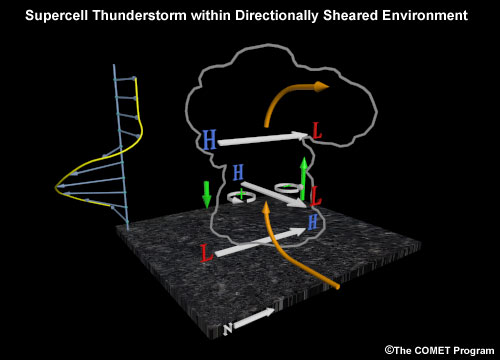 Supercell Thunderstorm within Directionally Sheared Environment
H L
H
L
H
L
N
©The COMET Program